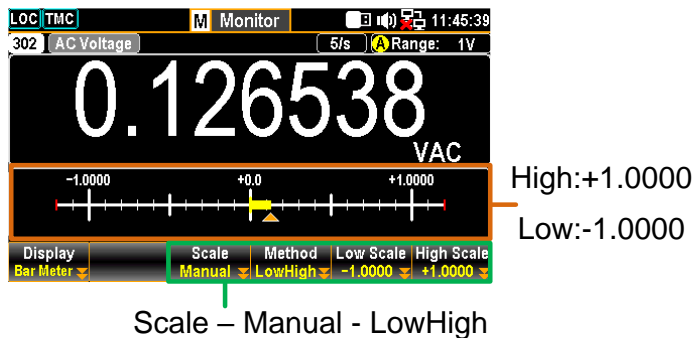 LOC TMC M Monitor 11:45:39
302 AC Voltage 5/s A Range: 1V
0.126538
VAC
−1.0000 +0.0 +1.0000
High:+1.0000
Low:-1.0000
Display Scale Method Low Scale High Scale
Bar Meter Manual LowHigh −1.0000 +1.0000
Scale – Manual - LowHigh